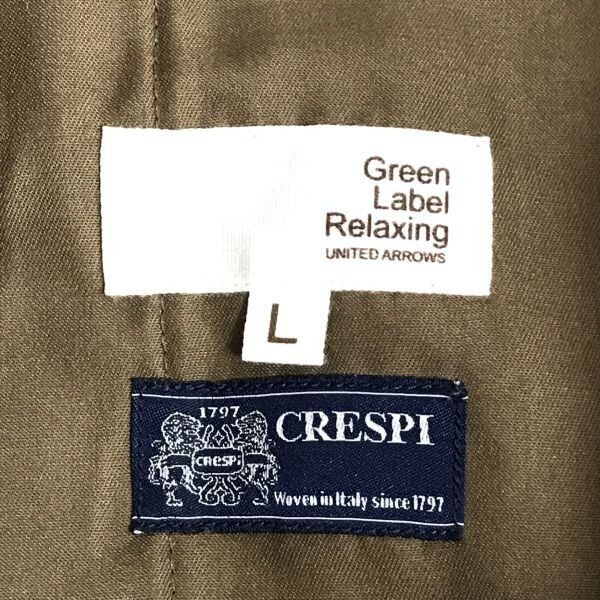 Green
Label
Relaxing
UNITED ARROWS
L
1797
CRESPI
CRESPI
Woven in Italy since 1797